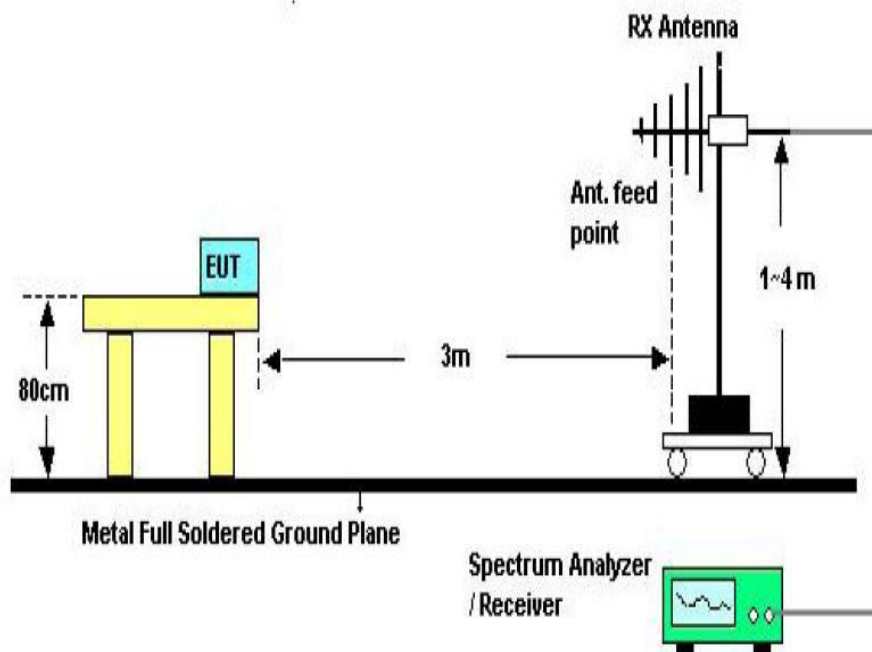 RX Antenna
Ant. feed
point
EUT
1~4 m
3m
80cm
Metal Full Soldered Ground Plane
Spectrum Analyzer
/ Receiver